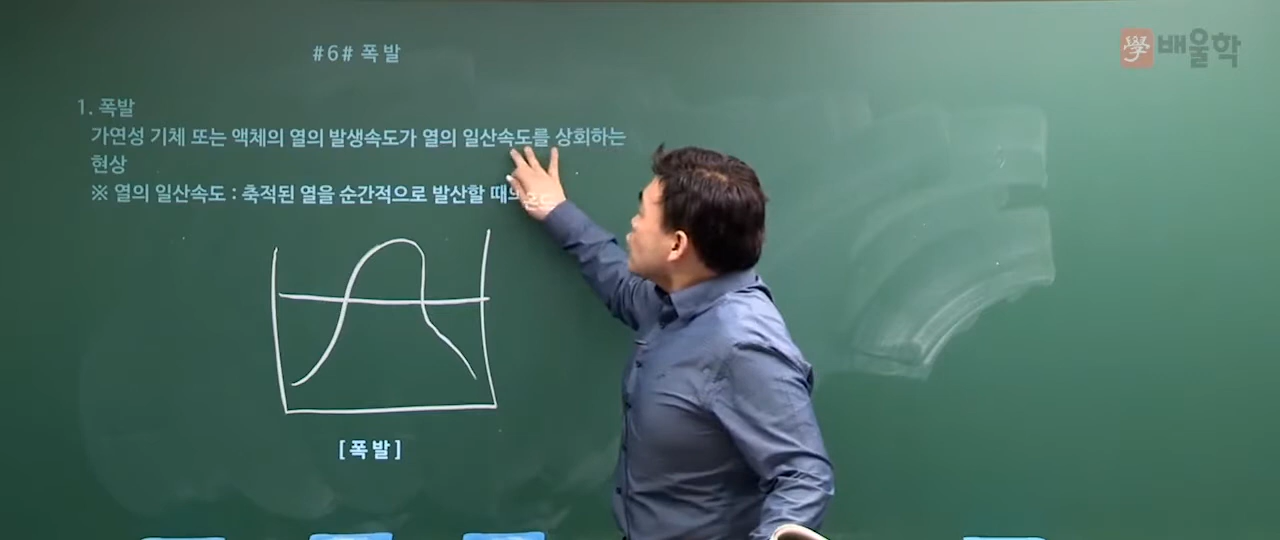 #6# 폭발
學 배울학
1. 폭발
가연성 기체 또는 액체의 열의 발생속도가 열의 일산속도를 상회하는
현상
※ 열의 일산속도 : 축적된 열을 순간적으로 발산할 때의
[폭발]